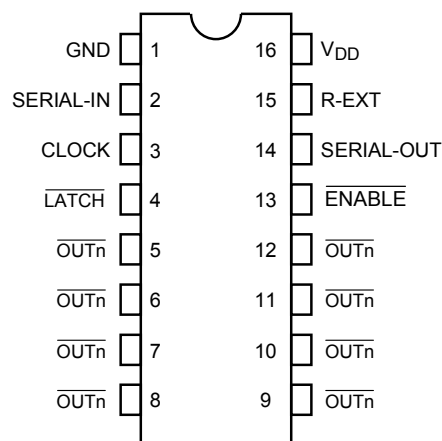 GND 1 16 VDD
SERIAL-IN 2 15 R-EXT
CLOCK 3 14 SERIAL-OUT
LATCH 4 13 ENABLE
OUTn 5 12 OUTn
OUTn 6 11 OUTn
OUTn 7 10 OUTn
OUTn 8 9 OUTn